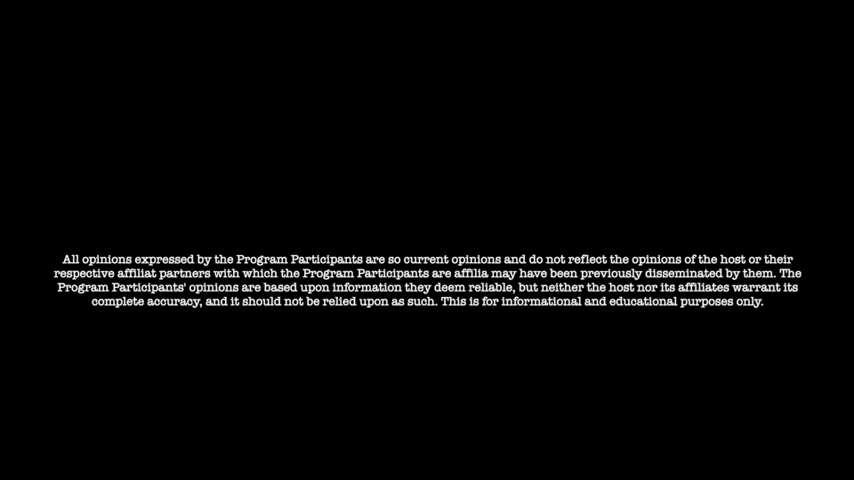 All opinions expressed by the Program Participants are so current opinions and do not reflect the opinions of the host or their
respective affiliat partners with which the Program Participants are affilia may have been previously disseminated by them. The
Program Participants' opinions are based upon information they deem reliable, but neither the host nor its affiliates warrant its
complete accuracy, and it should not be relied upon as such. This is for informational and educational purposes only.